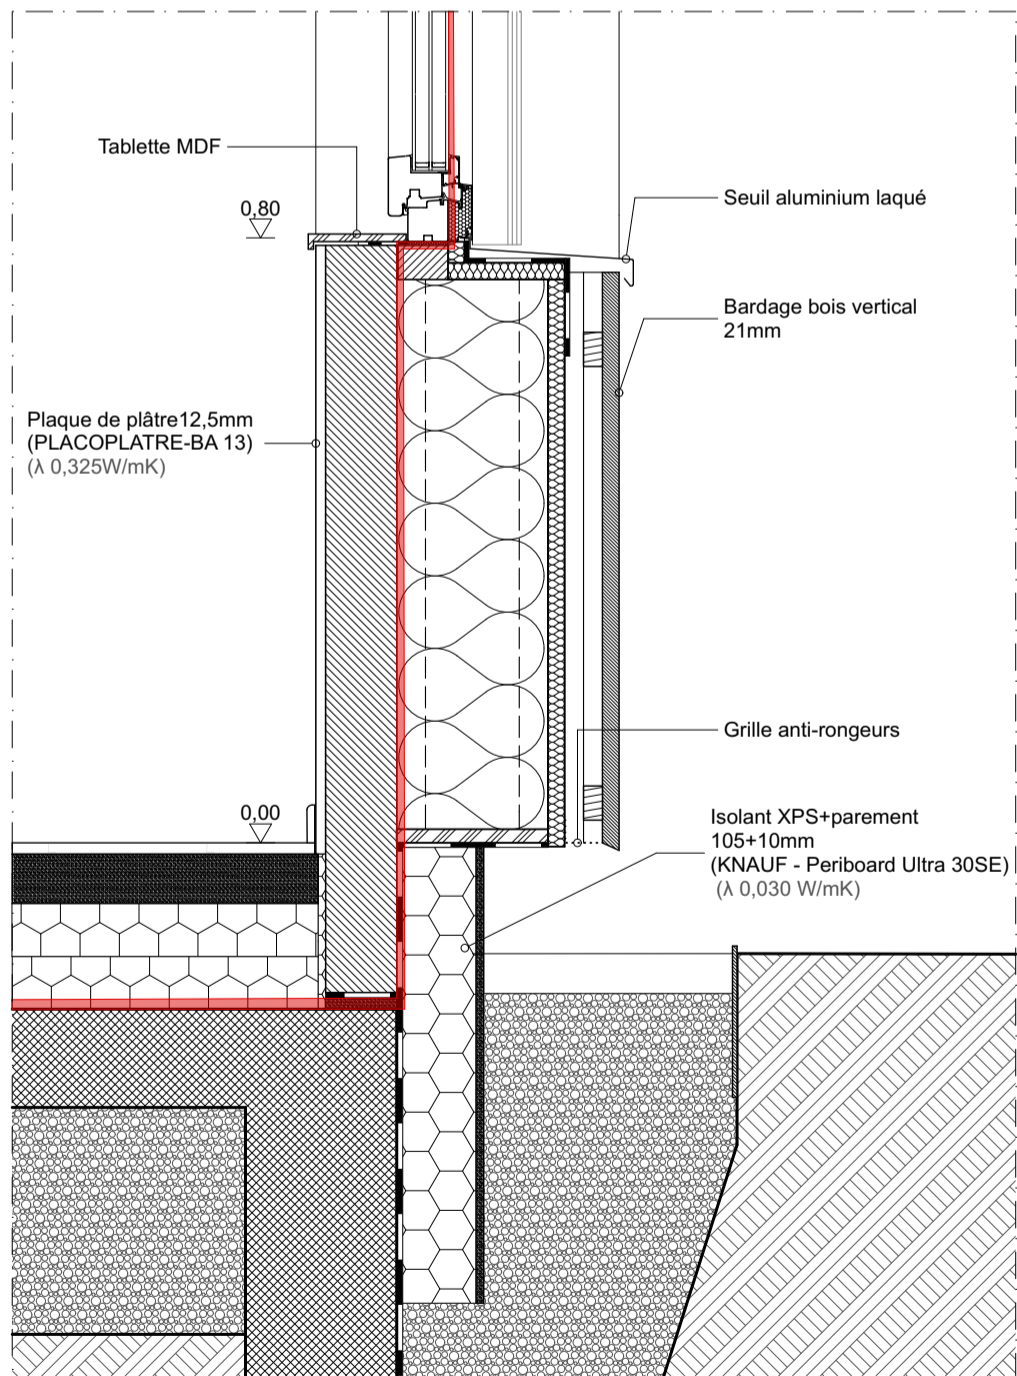 Tablette MDF
0,80
Seuil aluminium laqué
Bardage bois vertical
21mm
Plaque de plâtre12,5mm
(PLACOPLATRE-BA 13)
(λ 0,325W/mK)
Grille anti-rongeurs
0,00
Isolant XPS+parement
105+10mm
(KNAUF - Periboard Ultra 30SE)
(λ 0,030 W/mK)